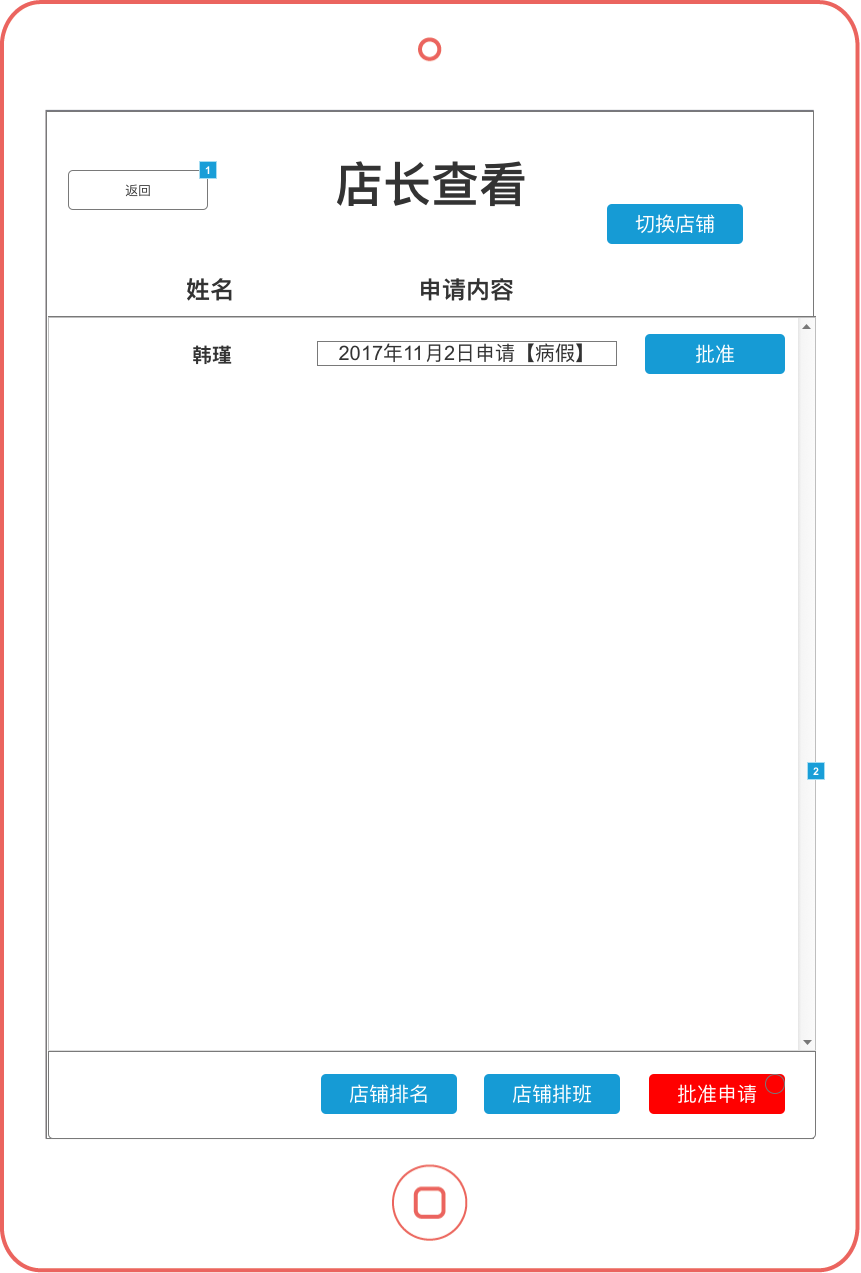 1
返回
店长查看
切换店铺
姓名 申请内容
韩瑾 2017年11月2日申请【病假】 批准
2
店铺排名 店铺排班 批准申请